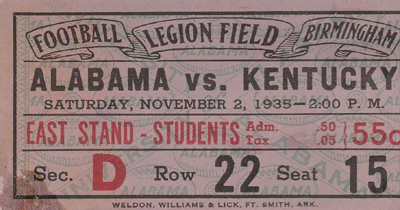 FOOTBALL LEGION FIELD BIRMINGHAM
ALABAMA vs. KENTUCKY
SATURDAY, NOVEMBER 2, 1935—2:00 P. M.
EAST STAND - STUDENTS Adm. .50 Tax .05 55c
Sec. D Row 22 Seat 15
WELDON, WILLIAMS & LICK, FT. SMITH, ARK.